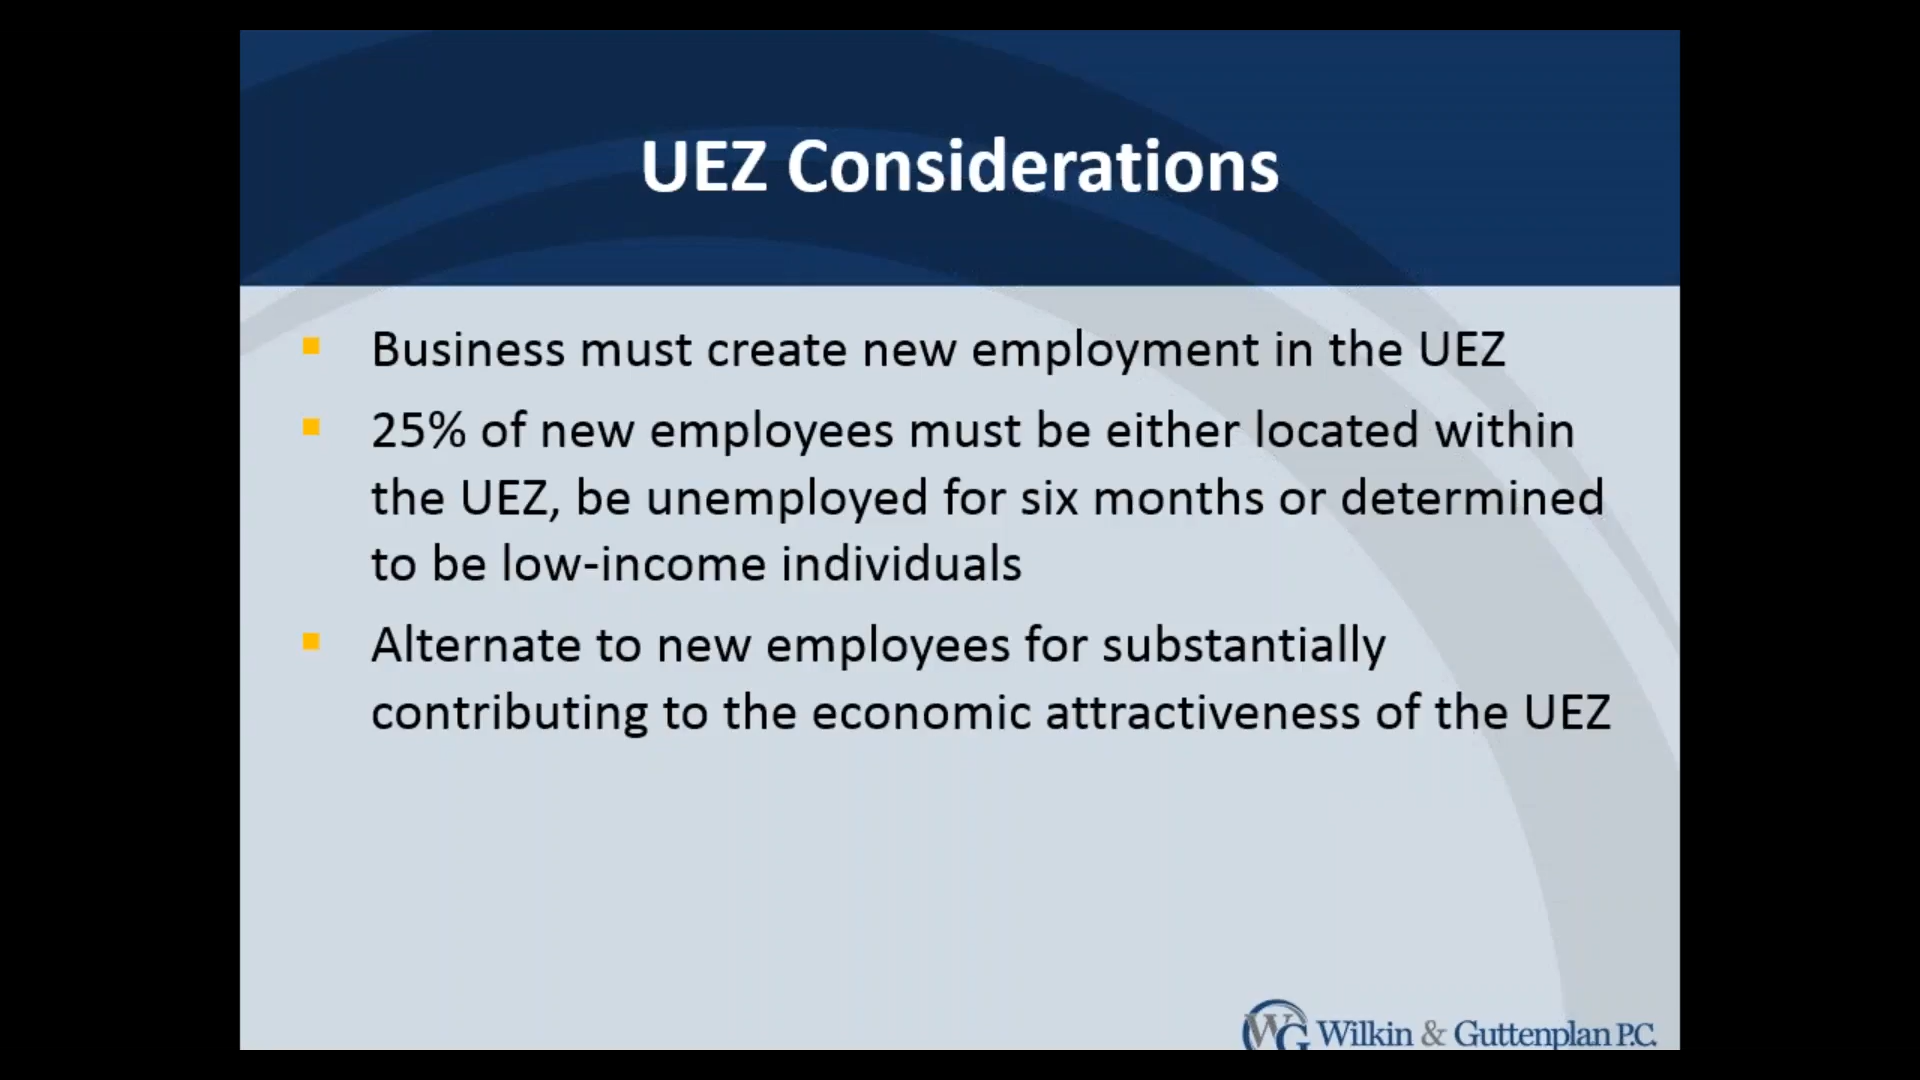 UEZ Considerations
Business must create new employment in the UEZ
25% of new employees must be either located within
the UEZ, be unemployed for six months or determined
to be low-income individuals
Alternate to new employees for substantially
contributing to the economic attractiveness of the UEZ
WG Wilkin & Guttenplan P.C.